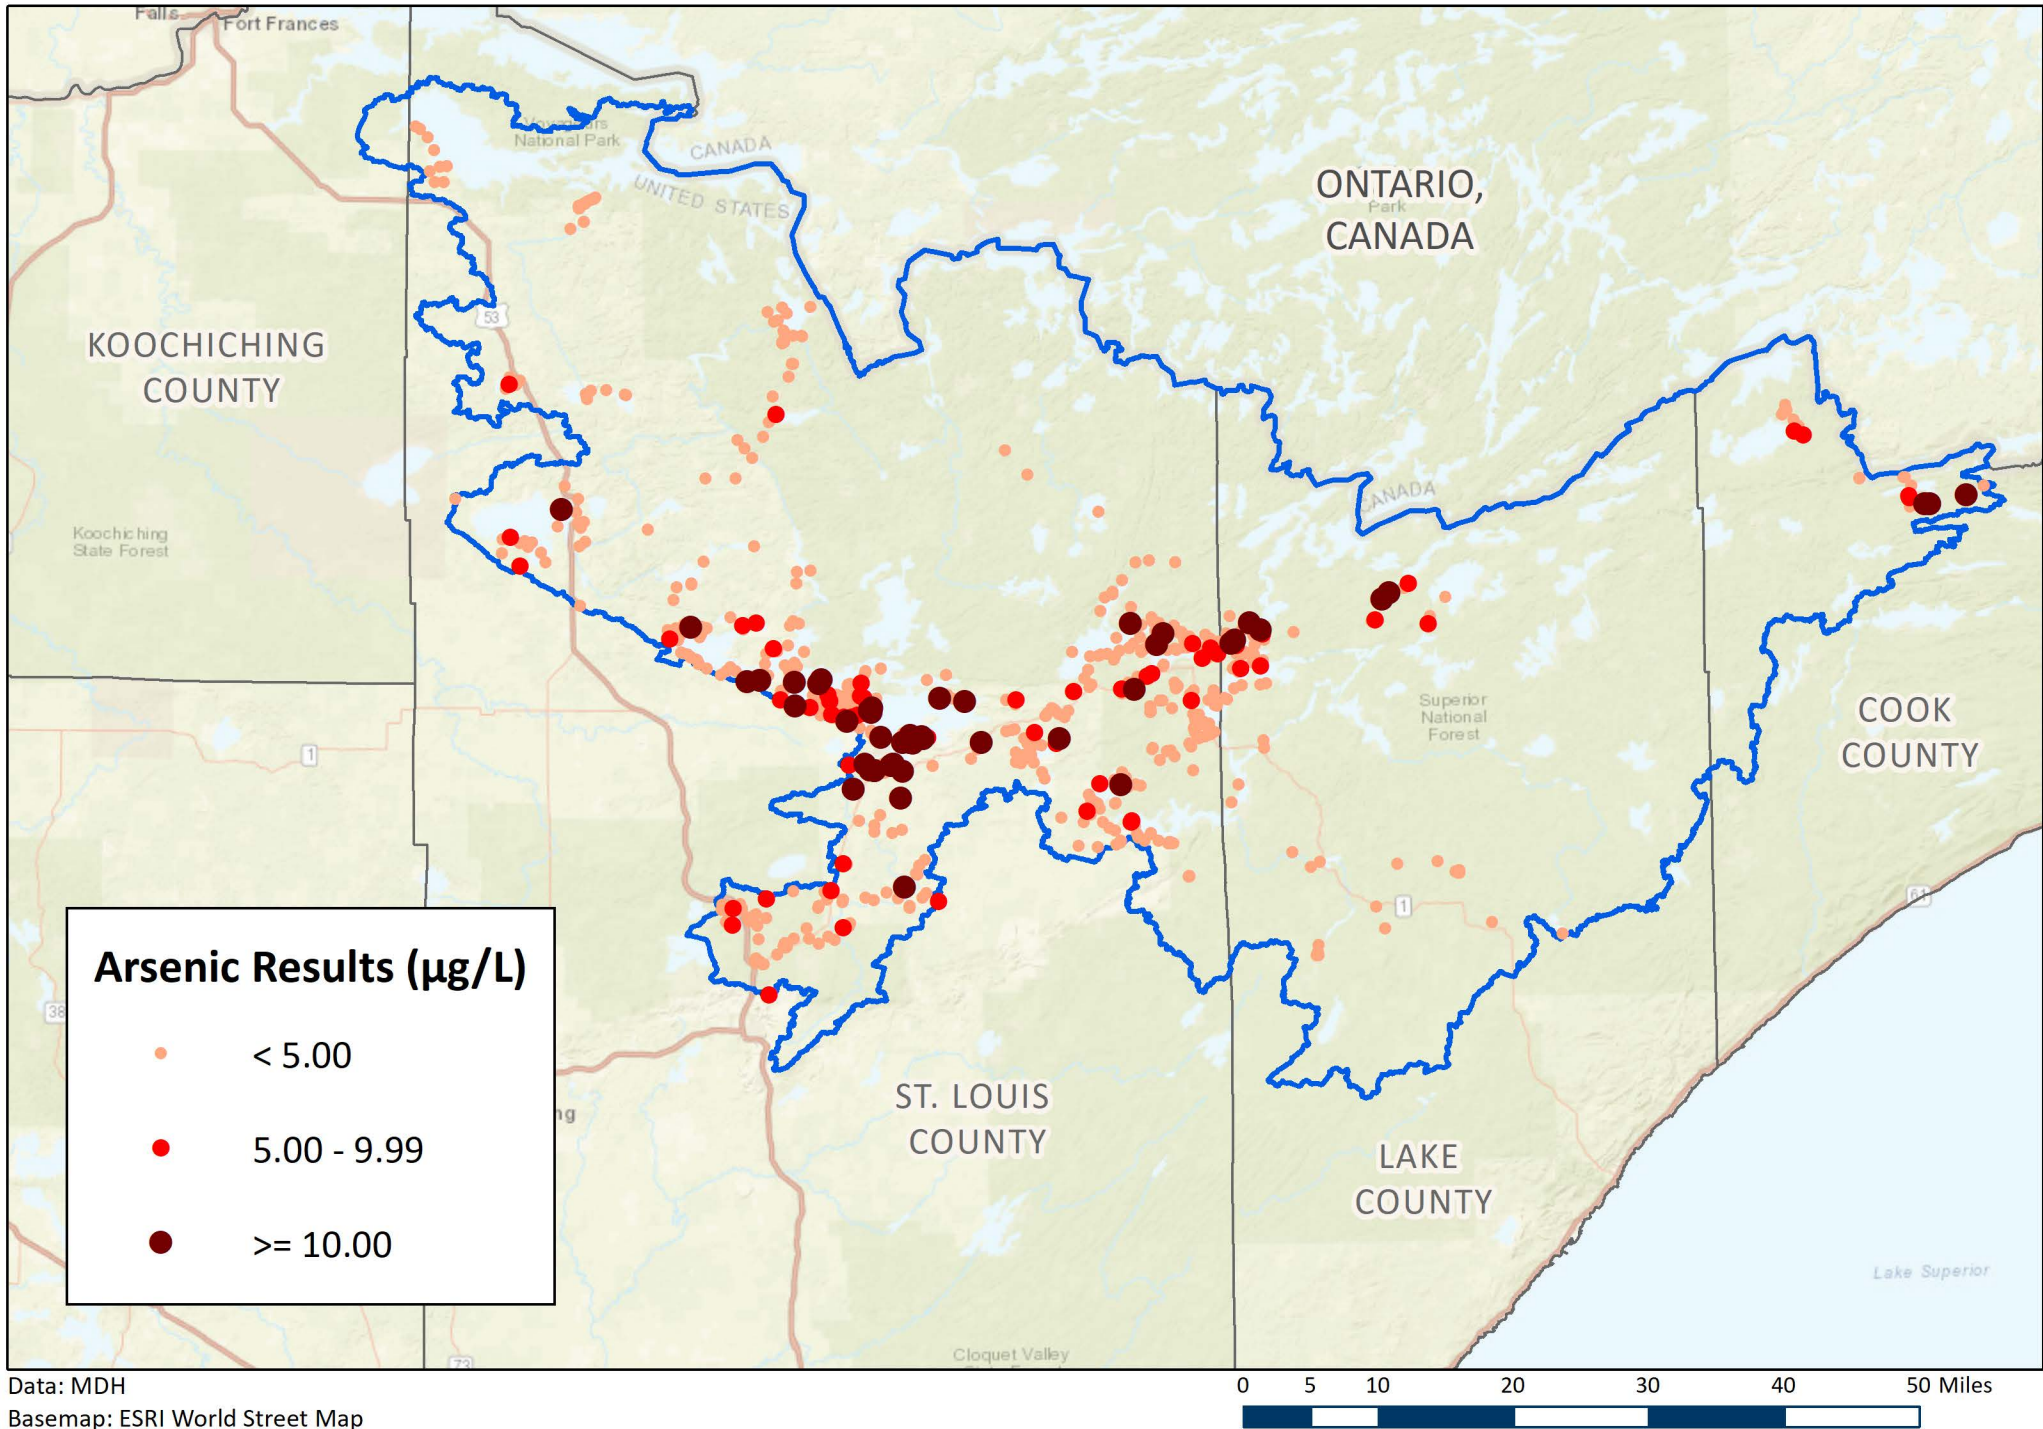 Falls
Fort Frances
Voyageurs
National Park
CANADA
UNITED STATES
ONTARIO,
Park
CANADA
53
KOOCHICHING
COUNTY
CANADA
Koochiching
State Forest
Superior
National
Forest
COOK
COUNTY
1
1
61
Arsenic Results (µg/L)
< 5.00
5.00 - 9.99
>= 10.00
38
ng
ST. LOUIS
COUNTY
LAKE
COUNTY
Lake Superior
Cloquet Valley
73
Data: MDH
Basemap: ESRI World Street Map
0 5 10 20 30 40 50 Miles